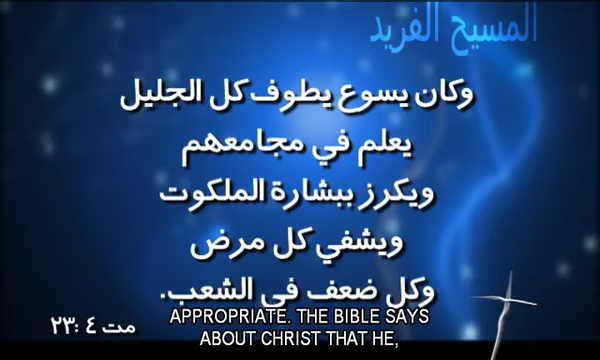 المسيح الفريد
وكان يسوع يطوف كل الجليل
يعلم في مجامعهم
ويكرز ببشارة الملكوت
ويشفي كل مرض
وكل ضعف في الشعب.
مت ٤ :٢٣
APPROPRIATE. THE BIBLE SAYS
ABOUT CHRIST THAT HE,